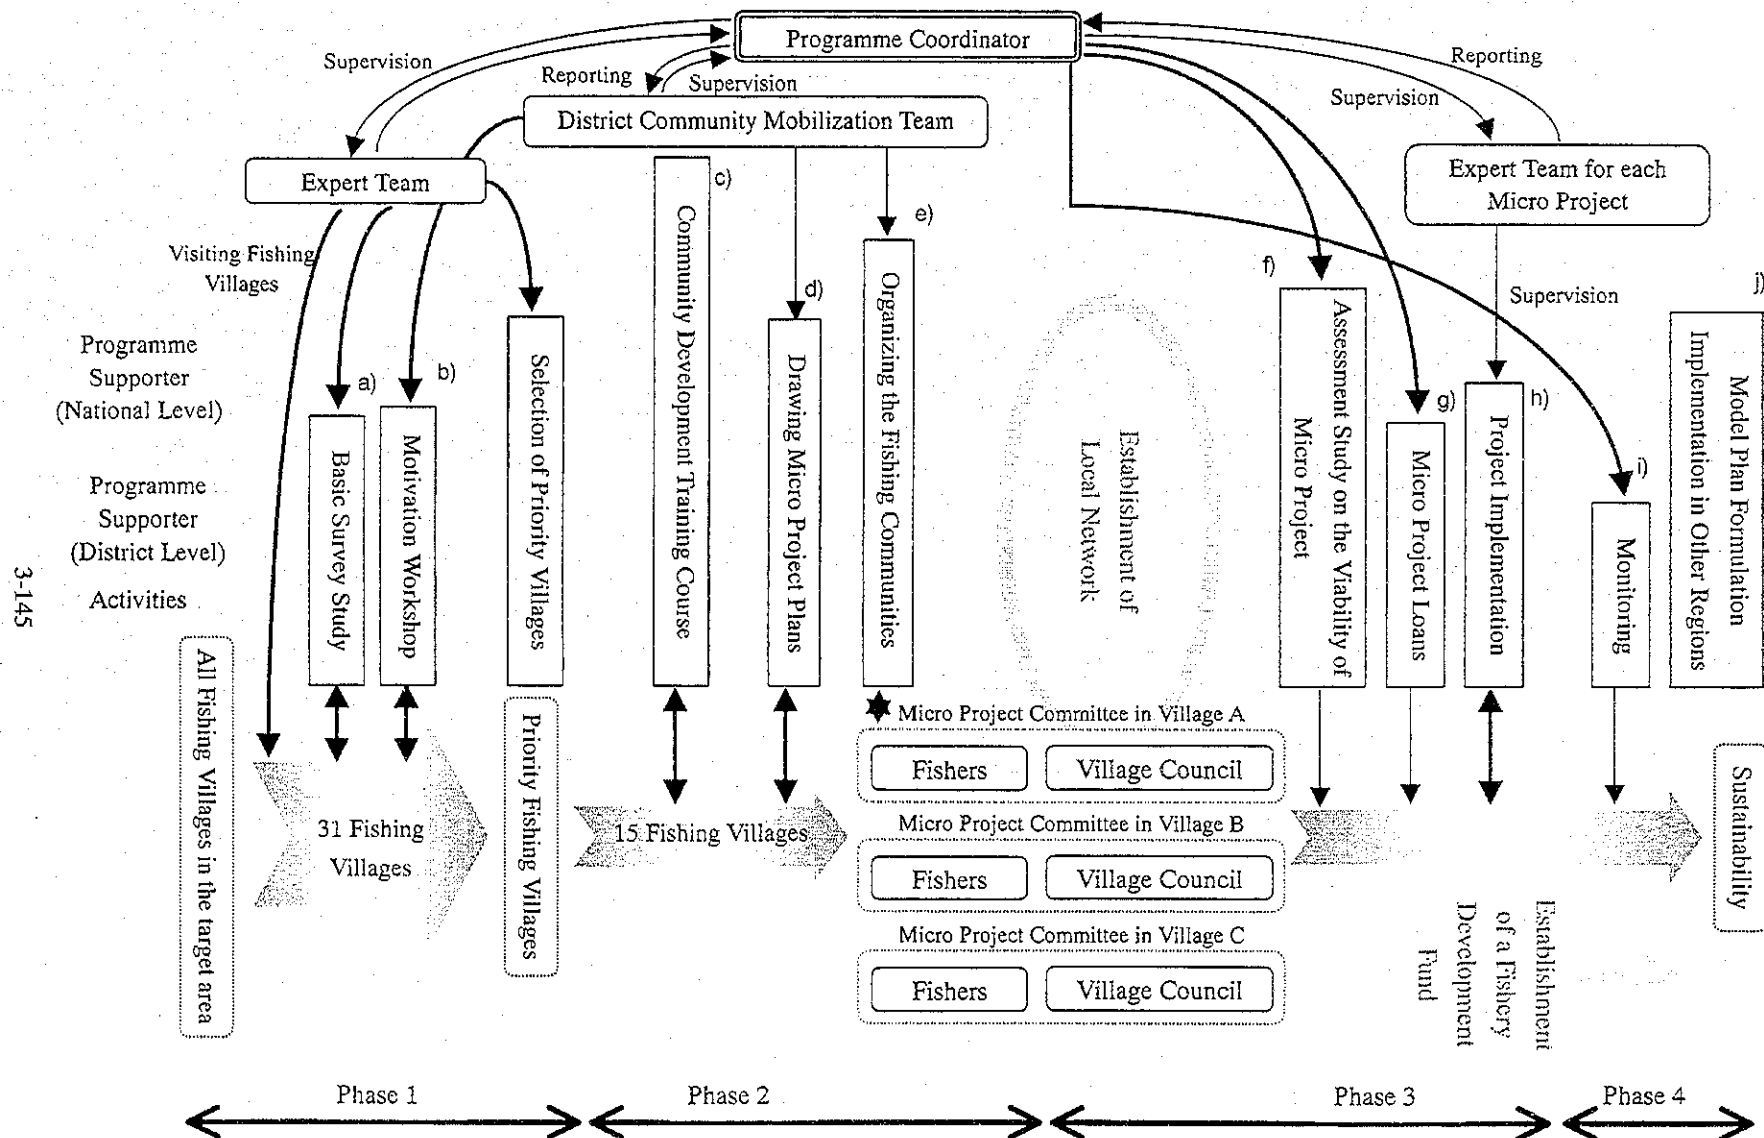 Programme Coordinator
Supervision
Reporting
Supervision
Reporting
Supervision
District Community Mobilization Team
Expert Team
Expert Team for each
Micro Project
Visiting Fishing
Villages
Supervision
Programme
Supporter
(National Level)
Programme
Supporter
(District Level)
Activities
3-145
a)
Basic Survey Study
b)
Motivation Workshop
Selection of Priority Villages
c)
Community Development Training Course
d)
Drawing Micro Project Plans
e)
Organizing the Fishing Communities
Establishment of
Local Network
f)
Assessment Study on the Viability of
Micro Project
g)
Micro Project Loans
h)
Project Implementation
i)
Monitoring
j)
Model Plan Formulation
Implementation in Other Regions
All Fishing Villages in the target area
31 Fishing
Villages
Priority Fishing Villages
15 Fishing Villages
Micro Project Committee in Village A
Fishers
Village Council
Micro Project Committee in Village B
Fishers
Village Council
Micro Project Committee in Village C
Fishers
Village Council
Establishment
of a Fishery
Development
Fund
Sustainability
Phase 1
Phase 2
Phase 3
Phase 4